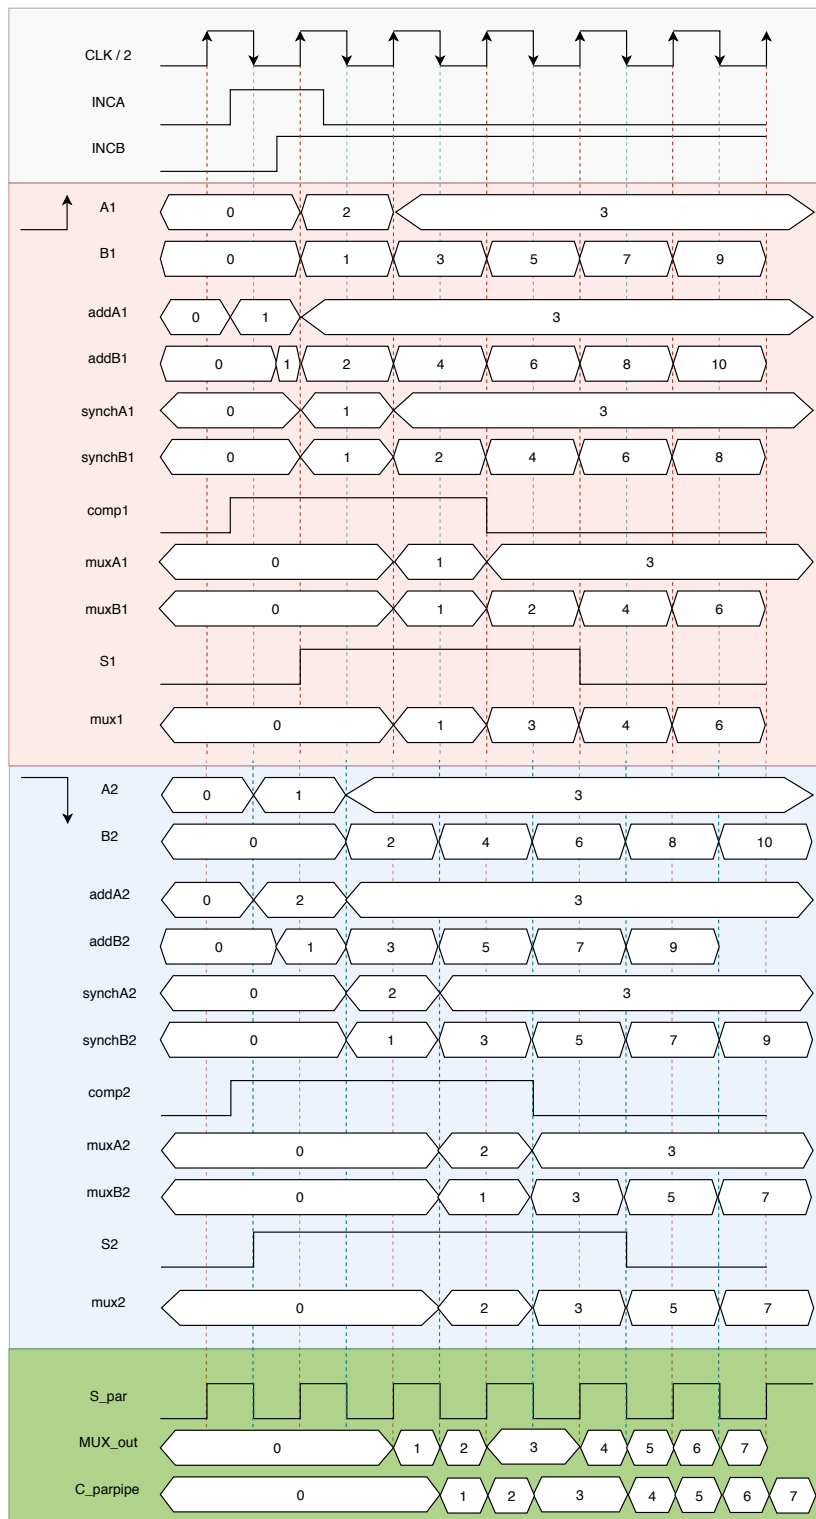 CLK / 2
INCA
INCB
A1 0 2 3
B1 0 1 3 5 7 9
addA1 0 1 3
addB1 0 1 2 4 6 8 10
synchA1 0 1 3
synchB1 0 1 2 4 6 8
comp1
muxA1 0 1 3
muxB1 0 1 2 4 6
S1
mux1 0 1 3 4 6
A2 0 1 3
B2 0 2 4 6 8 10
addA2 0 2 3
addB2 0 1 3 5 7 9
synchA2 0 2 3
synchB2 0 1 3 5 7 9
comp2
muxA2 0 2 3
muxB2 0 1 3 5 7
S2
mux2 0 2 3 5 7
S_par
MUX_out 0 1 2 3 4 5 6 7
C_parpipe 0 1 2 3 4 5 6 7